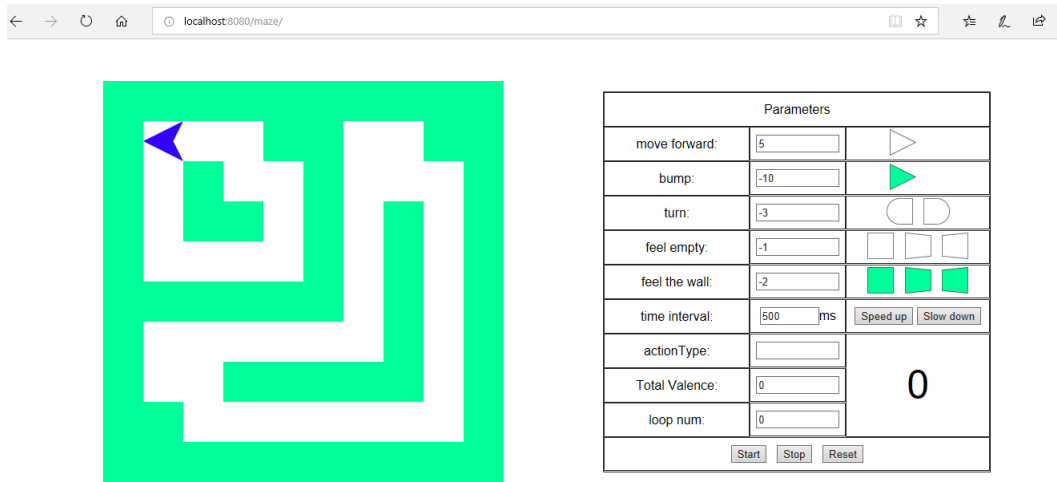 localhost:8080/maze/
Parameters
move forward: 5
bump: -10
turn: -3
feel empty: -1
feel the wall: -2
time interval: 500 ms Speed up Slow down
actionType:
Total Valence: 0 0
loop num: 0
Start Stop Reset